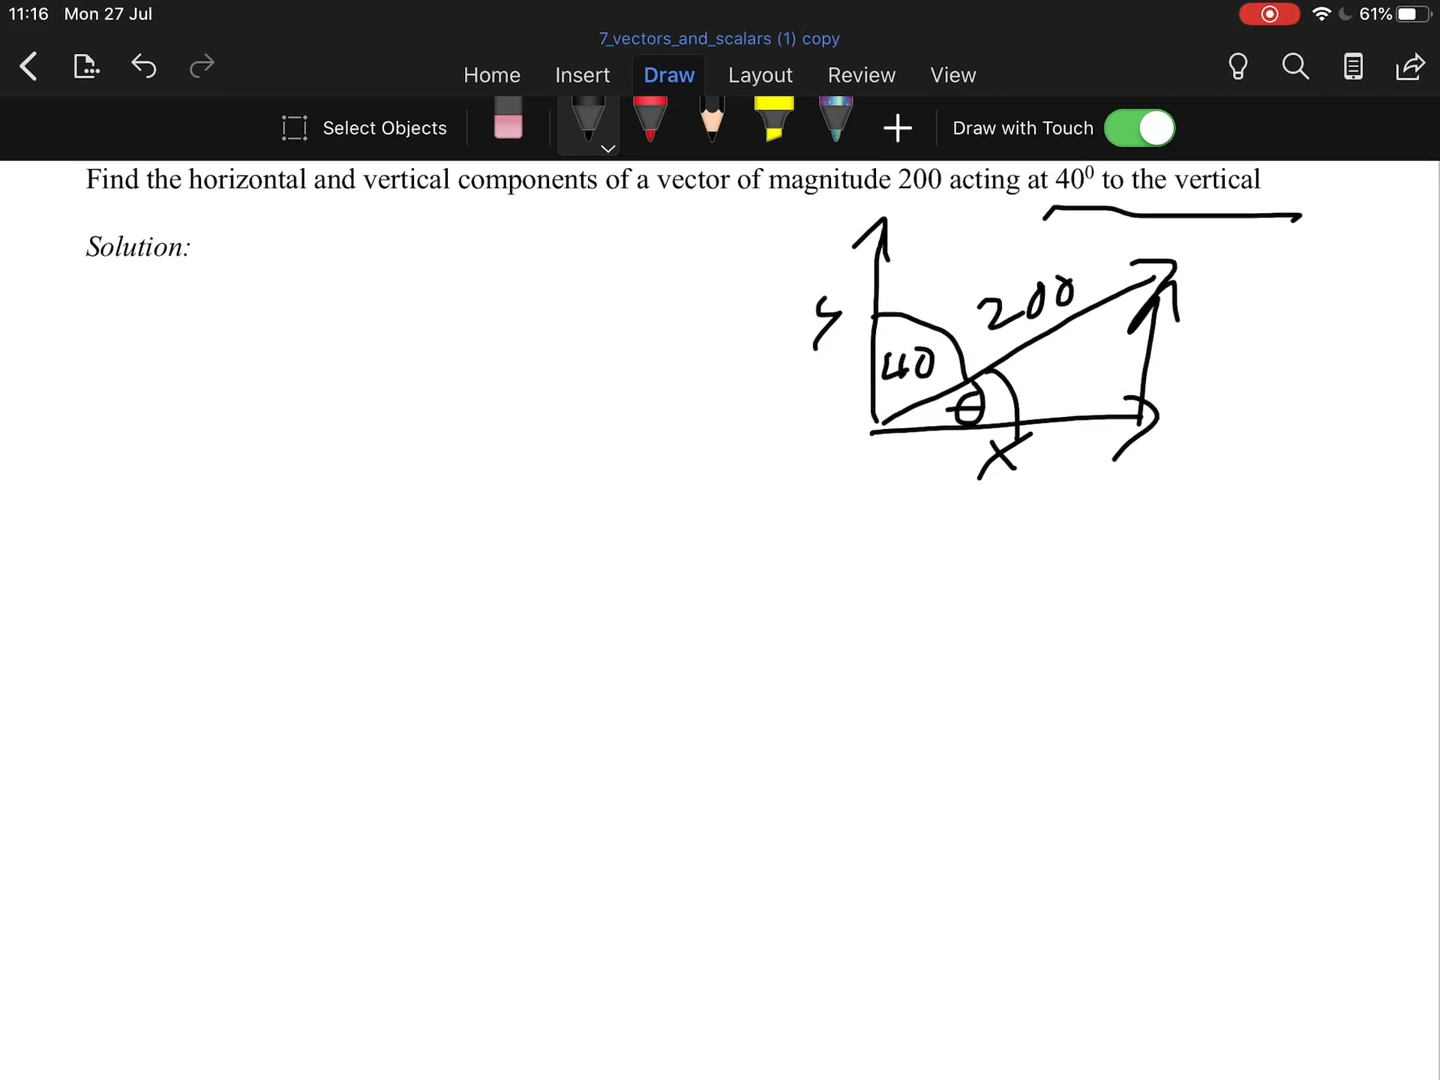 11:16 Mon 27 Jul 61%
7_vectors_and_scalars (1) copy
Home Insert Draw Layout Review View
Select Objects Draw with Touch
Find the horizontal and vertical components of a vector of magnitude 200 acting at 40⁰ to the vertical
Solution:
200
y
40
θ
x